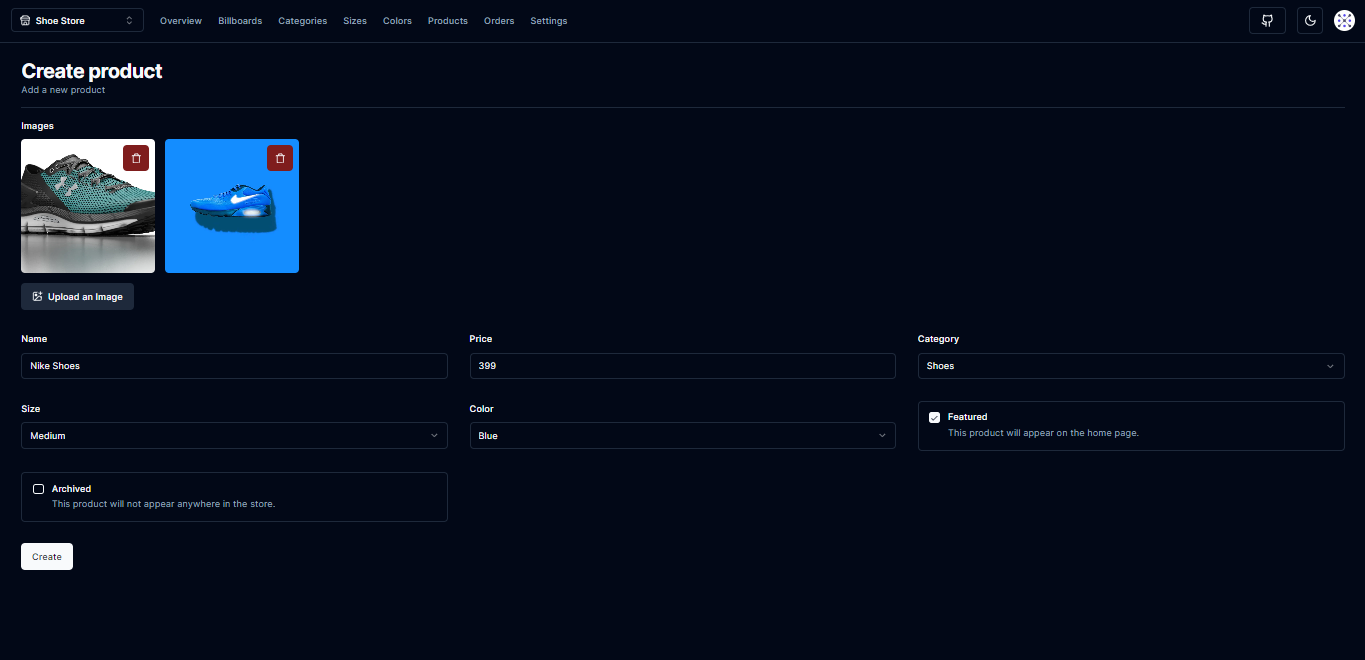 Shoe Store
Overview
Billboards
Categories
Sizes
Colors
Products
Orders
Settings
Create product
Add a new product
Images
Upload an Image
Name
Price
Category
Nike Shoes
399
Shoes
Size
Color
Featured
This product will appear on the home page.
Medium
Blue
Archived
This product will not appear anywhere in the store.
Create